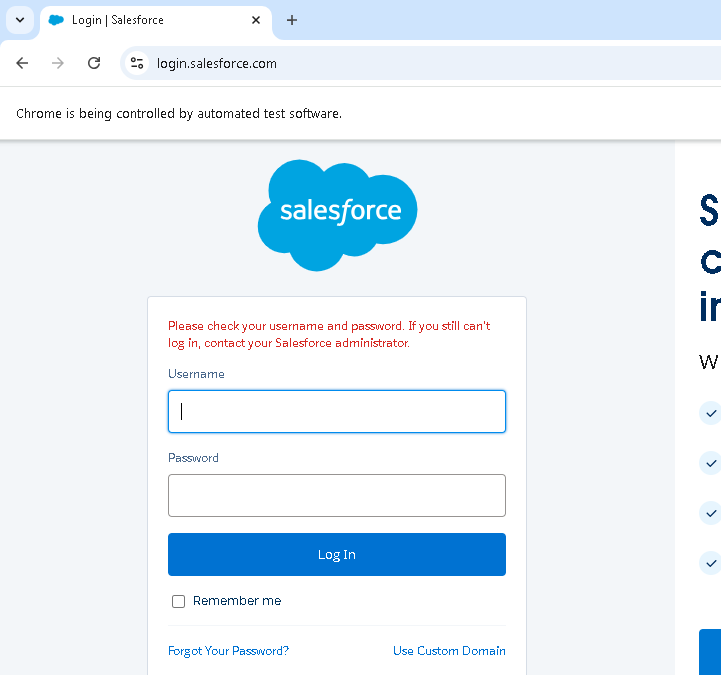 Login | Salesforce
login.salesforce.com
Chrome is being controlled by automated test software.
salesforce
Please check your username and password. If you still can't
log in, contact your Salesforce administrator.
Username
Password
Log In
Remember me
Forgot Your Password?
Use Custom Domain